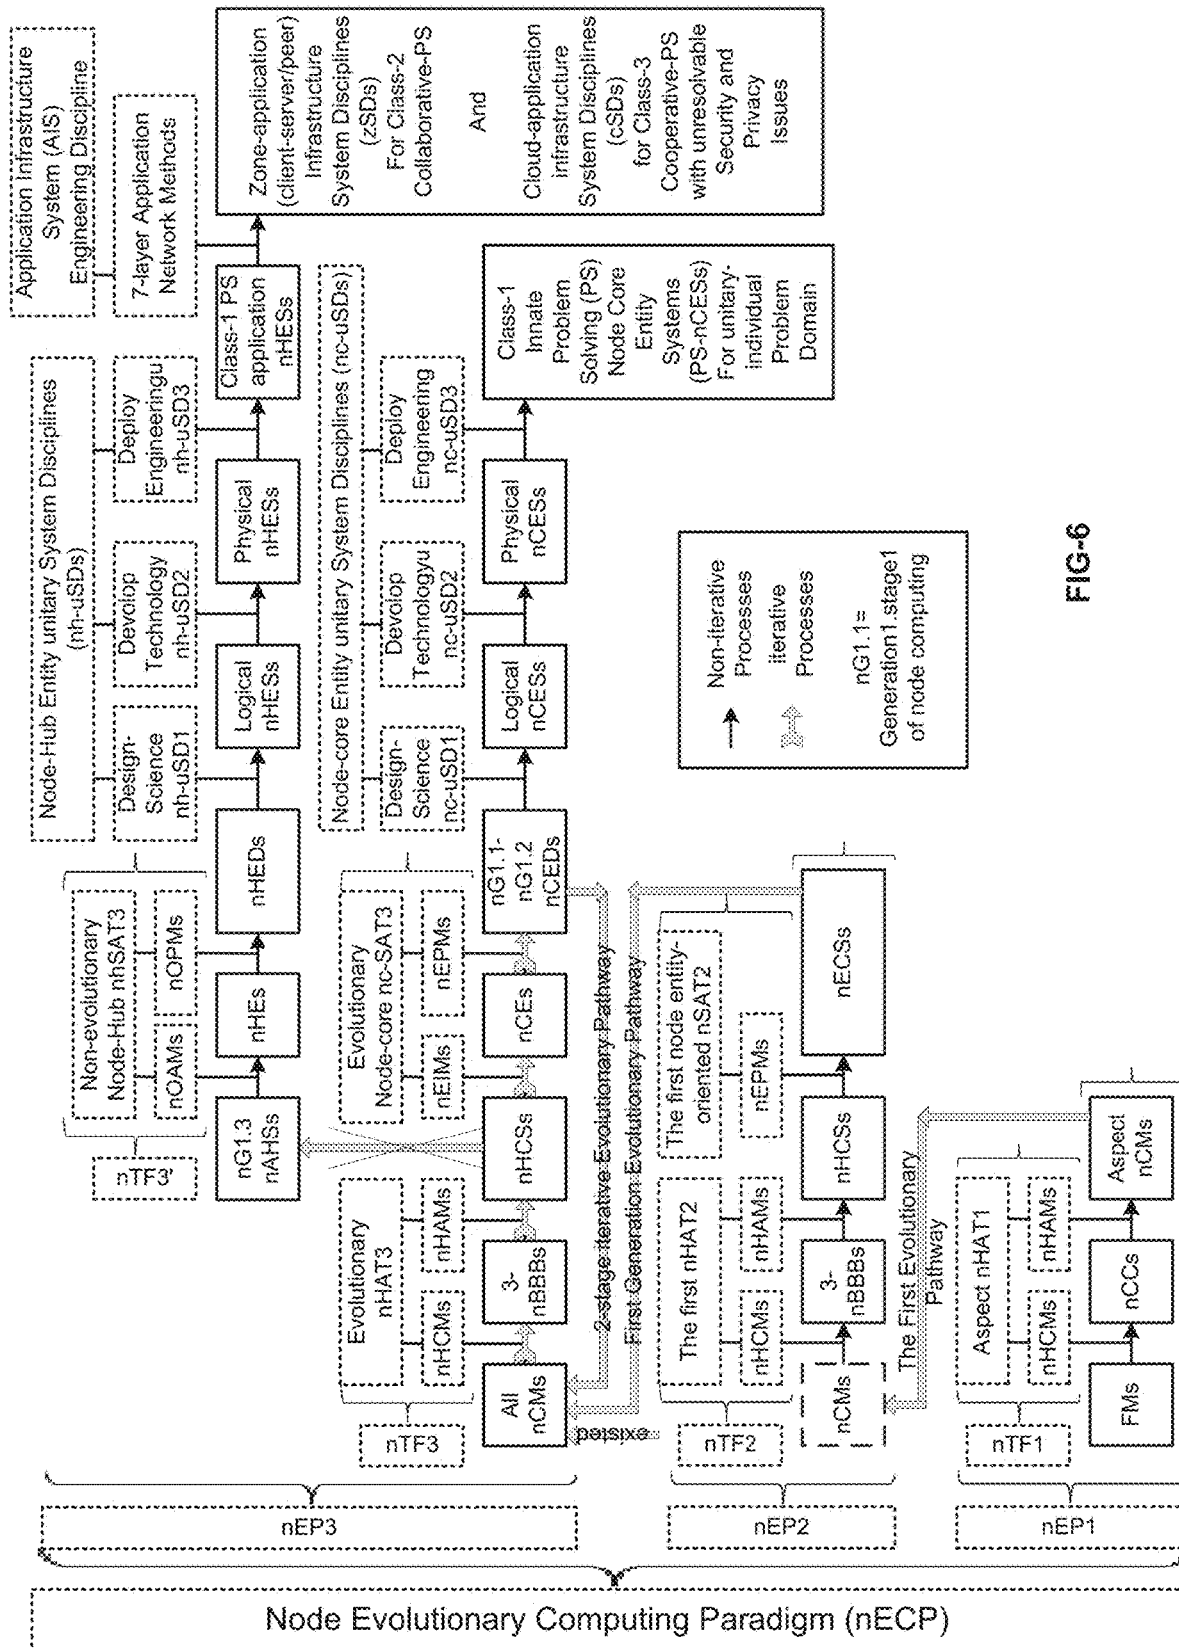 Node Evolutionary Computing Paradigm (nECP)
nEP3
nEP2
nEP1
Application Infrastructure
System (AIS)
Engineering Discipline
7-layer Application
Network Methods
Node-Hub Entity unitary System Disciplines
(nh-uSDs)
Design-
Science
nh-uSD1
Devolop
Technology
nh-uSD2
Deploy
Engineeringu
nh-uSD3
nTF3'
Non-evolutionary
Node-Hub nhSAT3
nOAMs
nOPMs
nG1.3
nAHSs
nHEs
nHEDs
Logical
nHESs
Physical
nHESs
Class-1 PS
application
nHESs
Zone-application
(client-server/peer)
Infrastructure
System Disciplines
(zSDs)
For Class-2
Collaborative-PS
And
Cloud-application
infrastructure
System Disciplines
(cSDs)
for Class-3
Cooperative-PS
with unresolvable
Security and
Privacy
Issues
Node-core Entity unitary System Disciplines (nc-uSDs)
Design-
Science
nc-uSD1
Devolop
Technologyu
nc-uSD2
Deploy
Engineering
nc-uSD3
nTF3
Evolutionary
nHAT3
nHCMs
nHAMs
Evolutionary
Node-core nc-SAT3
nEIMs
nEPMs
All
nCMs
3-
nBBBs
nHCSs
nCEs
nG1.1-
nG1.2
nCEDs
Logical
nCESs
Physical
nCESs
Class-1
Innate
Problem
Solving (PS)
Node Core
Entity
Systems
(PS-nCESs)
For unitary-
individual
Problem
Domain
2-stage iterative Evolutionary Pathway
First Generation Evolutionary Pathway
existed
nTF2
The first nHAT2
nHCMs
nHAMs
The first node entity-
oriented nSAT2
nEPMs
nCMs
3-
nBBBs
nHCSs
nECSs
The First Evolutionary
Pathway
nTF1
Aspect nHAT1
nHCMs
nHAMs
FMs
nCCs
Aspect
nCMs
Non-iterative
Processes
iterative
Processes
nG1.1=
Generation1.stage1
of node computing
FIG-6